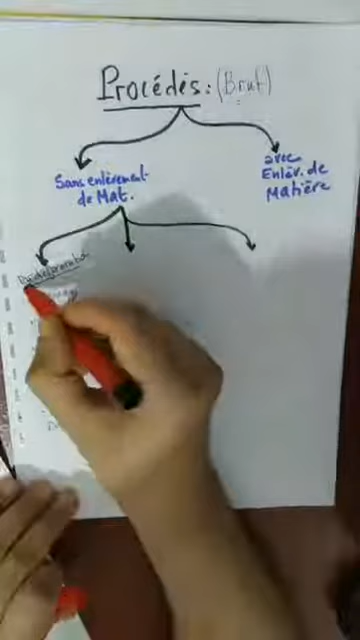 Procédés : (Brut)
Sans enlèvement
de Mat.
avec
Enlèv. de
Matière